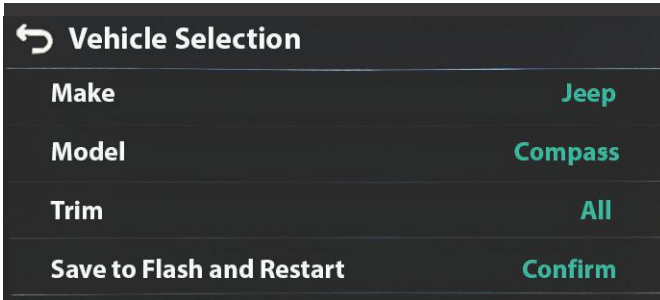 Vehicle Selection
Make Jeep
Model Compass
Trim All
Save to Flash and Restart Confirm